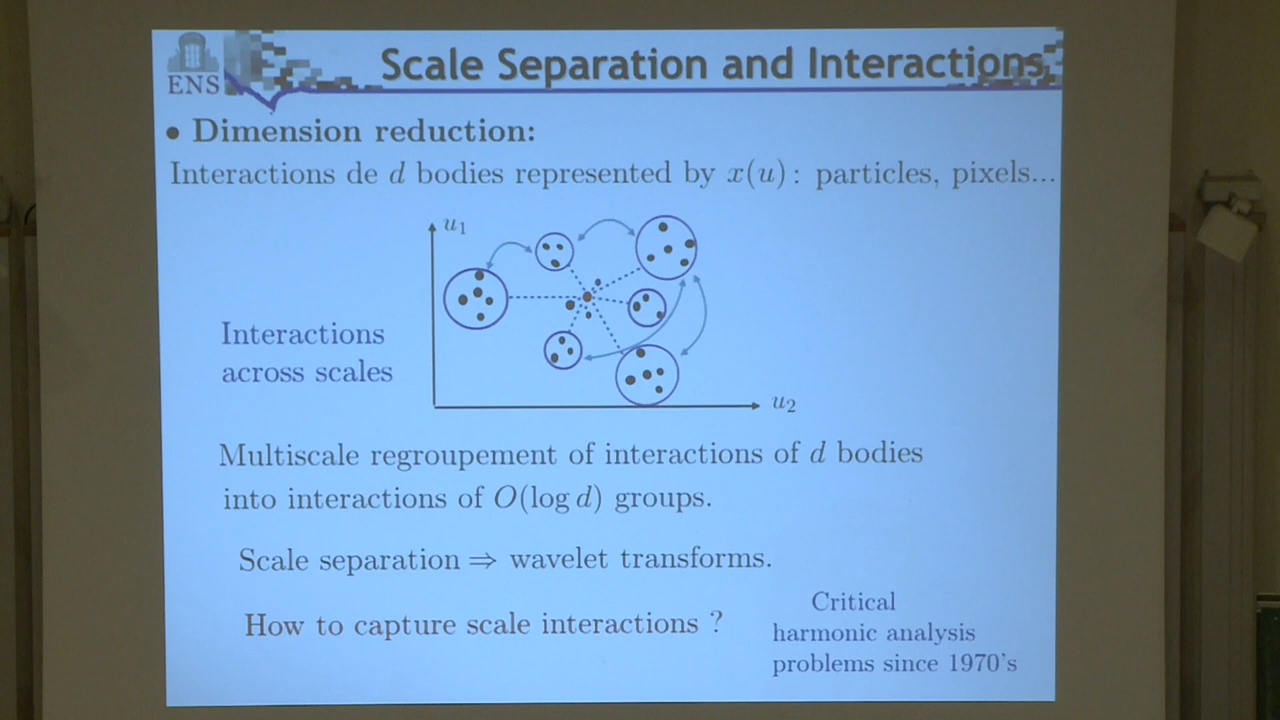 ENS
Scale Separation and Interactions
• Dimension reduction:
Interactions de d bodies represented by x(u): particles, pixels...
u₁
Interactions
across scales
u₂
Multiscale regroupement of interactions of d bodies
into interactions of O(log d) groups.
Scale separation ⇒ wavelet transforms.
How to capture scale interactions ?
Critical
harmonic analysis
problems since 1970's